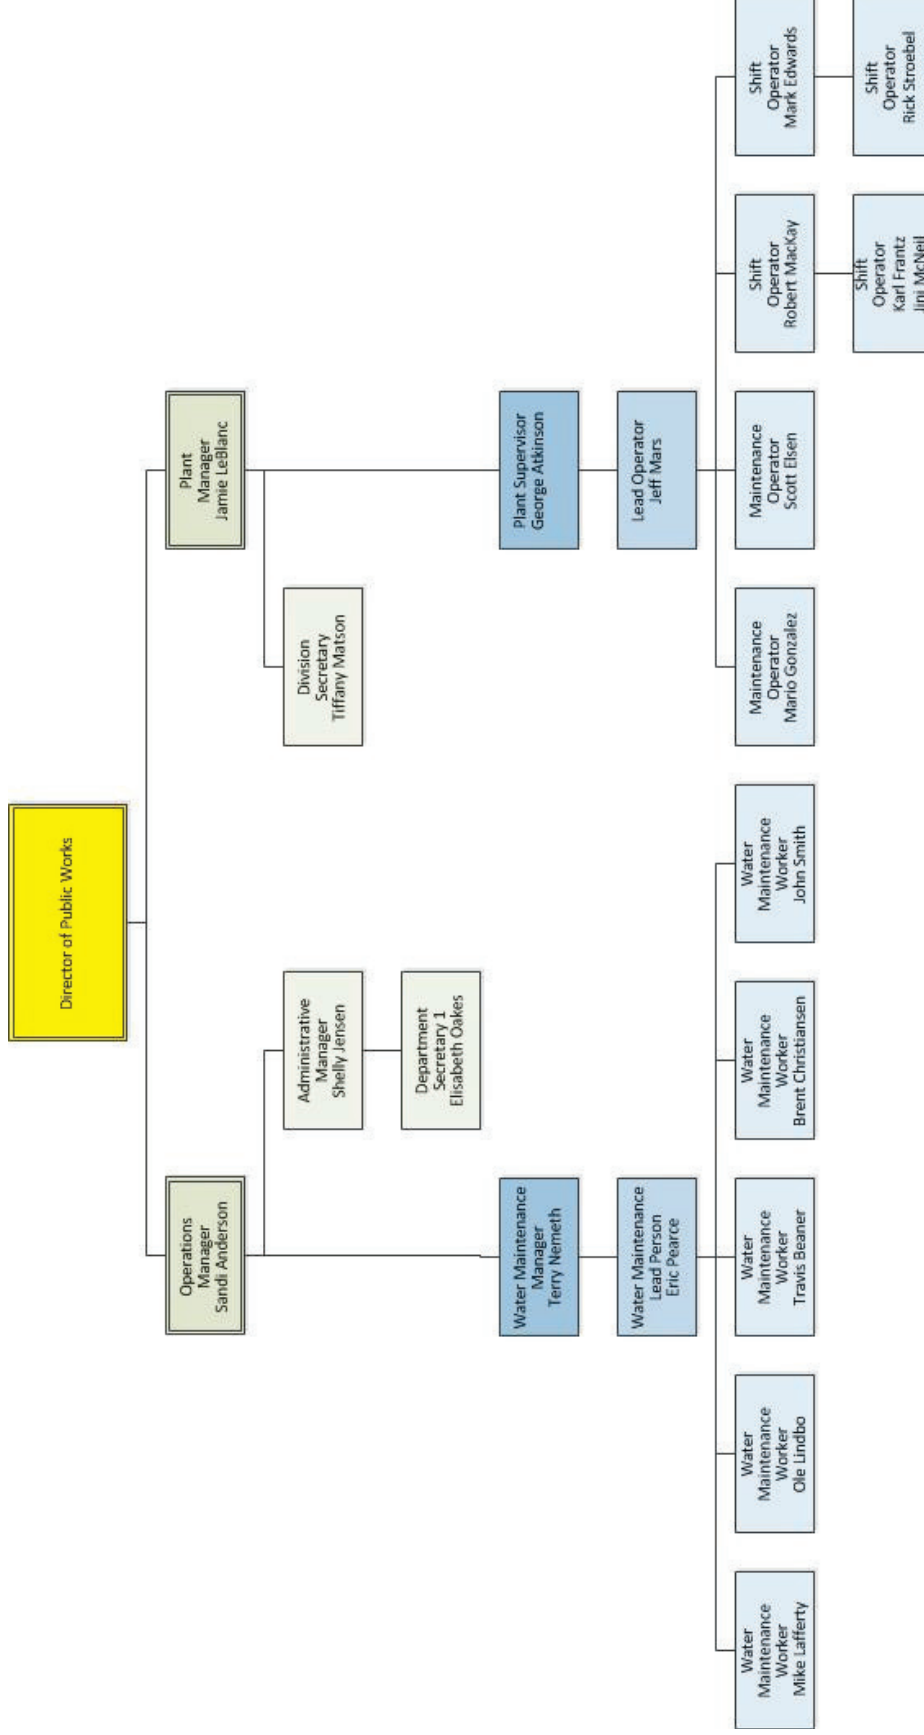 Director of Public Works
Operations
Manager
Sandi Anderson
Plant
Manager
Jamie LeBlanc
Administrative
Manager
Shelly Jensen
Division
Secretary
Tiffany Matson
Department
Secretary 1
Elisabeth Oakes
Water Maintenance
Manager
Terry Nemeth
Plant Supervisor
George Atkinson
Water Maintenance
Lead Person
Eric Pearce
Lead Operator
Jeff Mars
Water
Maintenance
Worker
Mike Lafferty
Water
Maintenance
Worker
Ole Lindbo
Water
Maintenance
Worker
Travis Beaner
Water
Maintenance
Worker
Brent Christiansen
Water
Maintenance
Worker
John Smith
Maintenance
Operator
Mario Gonzalez
Maintenance
Operator
Scott Elsen
Shift
Operator
Robert MacKay
Shift
Operator
Mark Edwards
Shift
Operator
Karl Frantz
Jini McNeil
Shift
Operator
Rick Stroebel